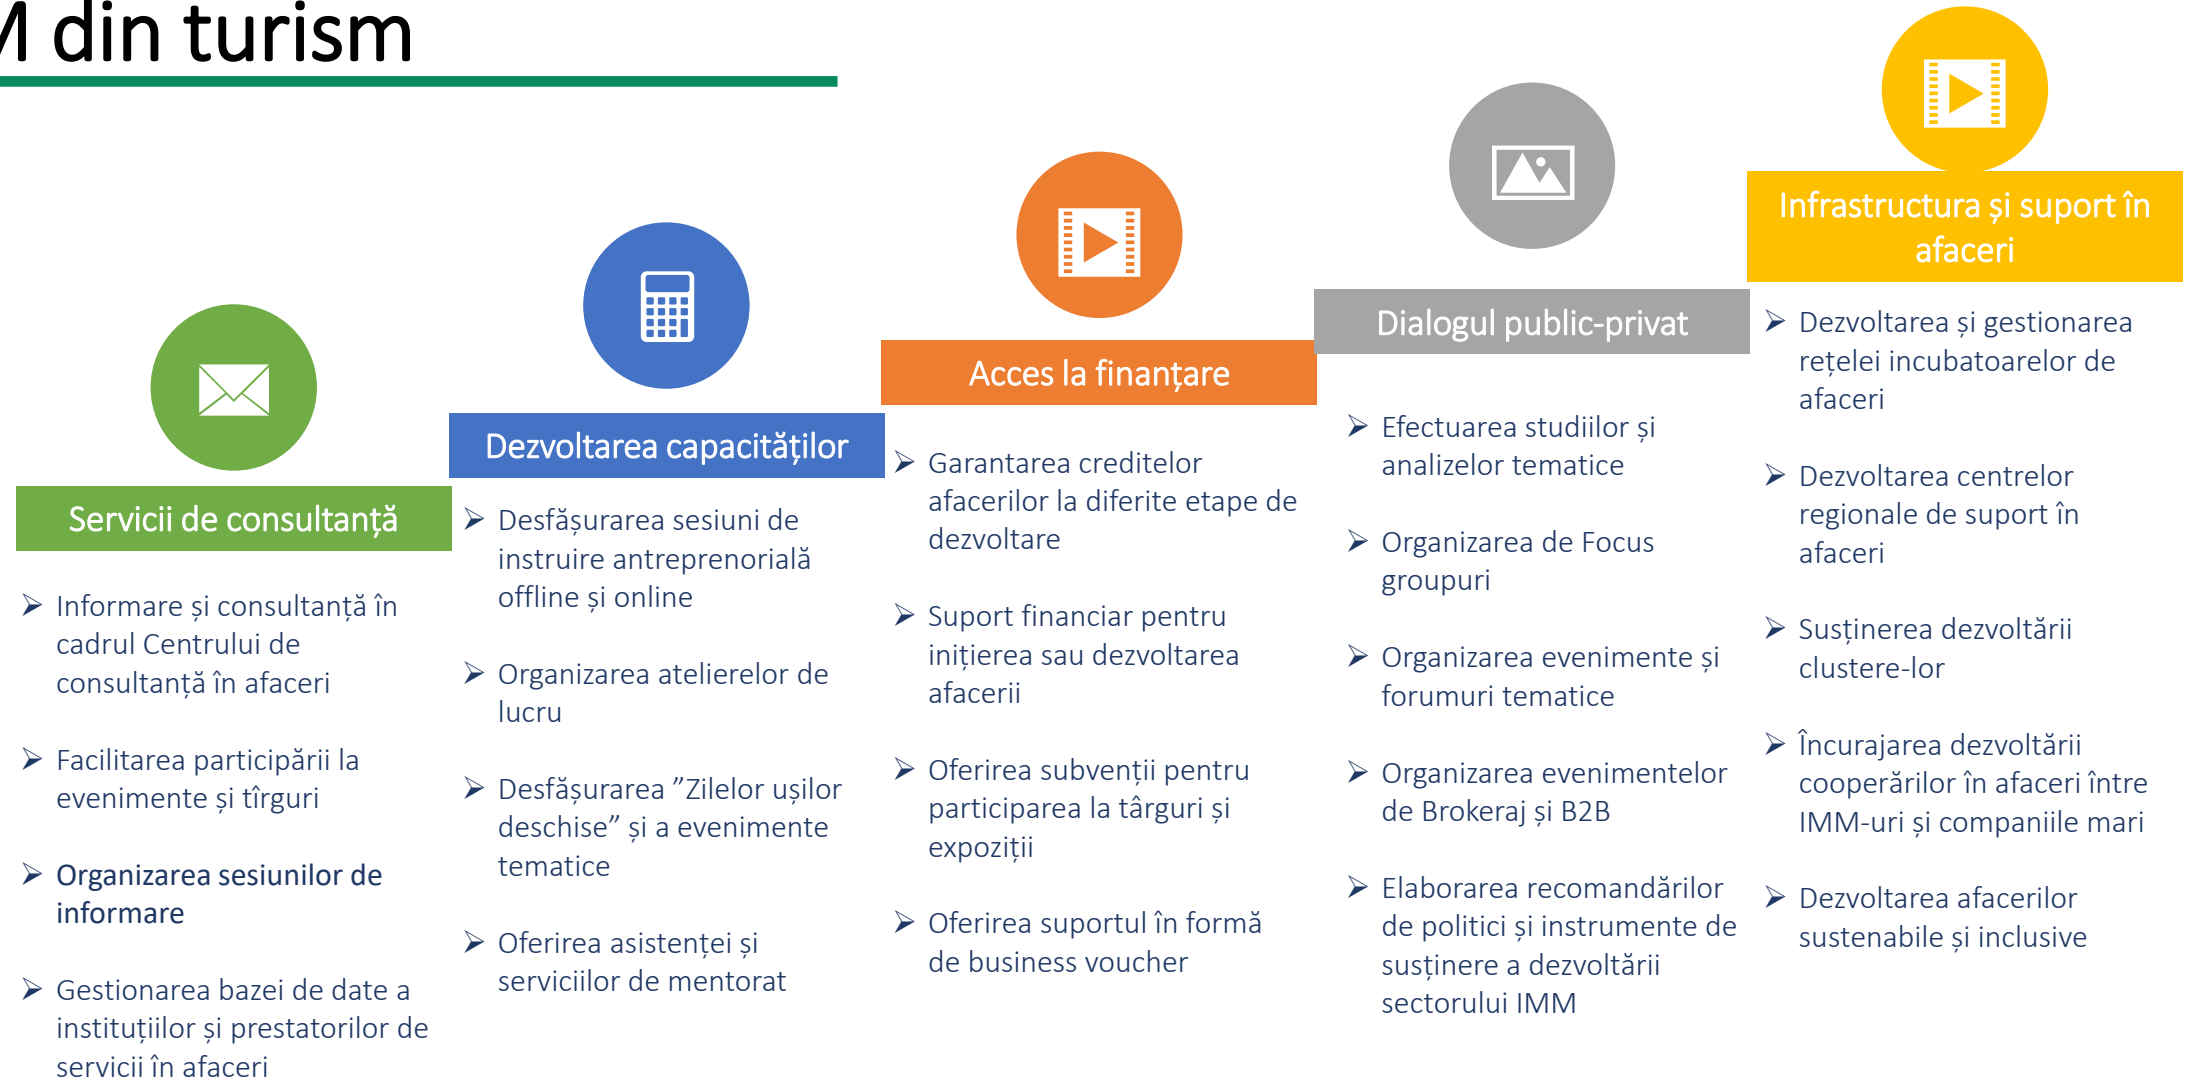 M din turism
Servicii de consultanță
Informare și consultanță în
cadrul Centrului de
consultanță în afaceri
Facilitarea participării la
evenimente și tîrguri
Organizarea sesiunilor de
informare
Gestionarea bazei de date a
instituțiilor și prestatorilor de
servicii în afaceri
Dezvoltarea capacităților
Desfășurarea sesiuni de
instruire antreprenorială
offline și online
Organizarea atelierelor de
lucru
Desfășurarea ”Zilelor ușilor
deschise” și a evenimente
tematice
Oferirea asistenței și
serviciilor de mentorat
Acces la finanțare
Garantarea creditelor
afacerilor la diferite etape de
dezvoltare
Suport financiar pentru
inițierea sau dezvoltarea
afacerii
Oferirea subvenții pentru
participarea la târguri și
expoziții
Oferirea suportul în formă
de business voucher
Dialogul public-privat
Efectuarea studiilor și
analizelor tematice
Organizarea de Focus
groupuri
Organizarea evenimente și
forumuri tematice
Organizarea evenimentelor
de Brokeraj și B2B
Elaborarea recomandărilor
de politici și instrumente de
susținere a dezvoltării
sectorului IMM
Infrastructura și suport în
afaceri
Dezvoltarea și gestionarea
rețelei incubatoarelor de
afaceri
Dezvoltarea centrelor
regionale de suport în
afaceri
Susținerea dezvoltării
clustere-lor
Încurajarea dezvoltării
cooperărilor în afaceri între
IMM-uri și companiile mari
Dezvoltarea afacerilor
sustenabile și inclusive